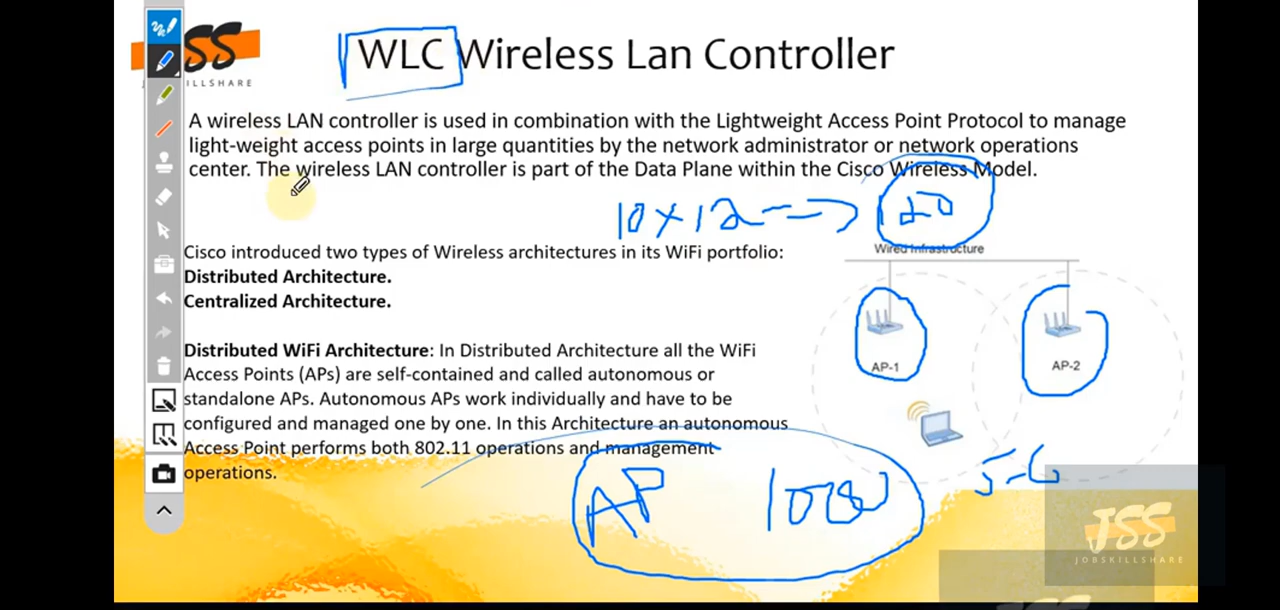 SS
WLC Wireless Lan Controller
ILLSHARE
A wireless LAN controller is used in combination with the Lightweight Access Point Protocol to manage
light-weight access points in large quantities by the network administrator or network operations
center. The wireless LAN controller is part of the Data Plane within the Cisco Wireless Model.
10 x 12 --->
Cisco introduced two types of Wireless architectures in its WiFi portfolio:
Wired Infrastructure
Distributed Architecture.
Centralized Architecture.
Distributed WiFi Architecture: In Distributed Architecture all the WiFi
Access Points (APs) are self-contained and called autonomous or
AP-1
AP-2
standalone APs. Autonomous APs work individually and have to be
configured and managed one by one. In this Architecture an autonomous
Access Point performs both 802.11 operations and management
operations.
5-6
AP
JSS
JOBSKILLSHARE